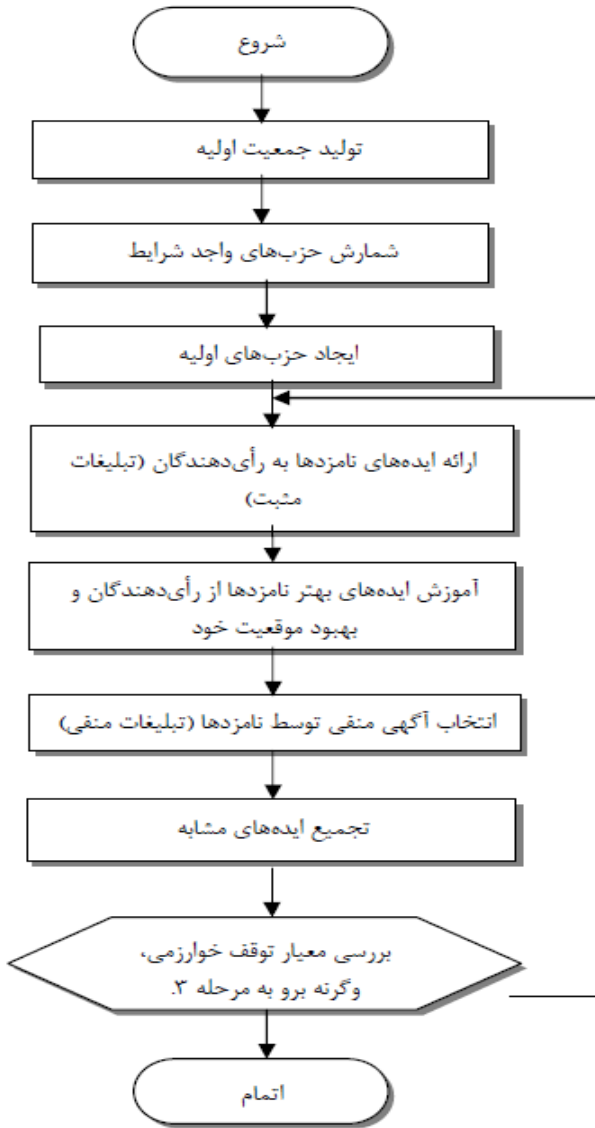 شروع
تولید جمعیت اولیه
شمارش حزب‌های واجد شرایط
ایجاد حزب‌های اولیه
ارائه ایده‌های نامزدها به رأی‌دهندگان (تبلیغات
مثبت)
آموزش ایده‌های بهتر نامزدها از رأی‌دهندگان و
بهبود موقعیت خود
انتخاب آگهی منفی توسط نامزدها (تبلیغات منفی)
تجمیع ایده‌های مشابه
بررسی معیار توقف خوارزمی،
وگرنه برو به مرحله ۳.
اتمام